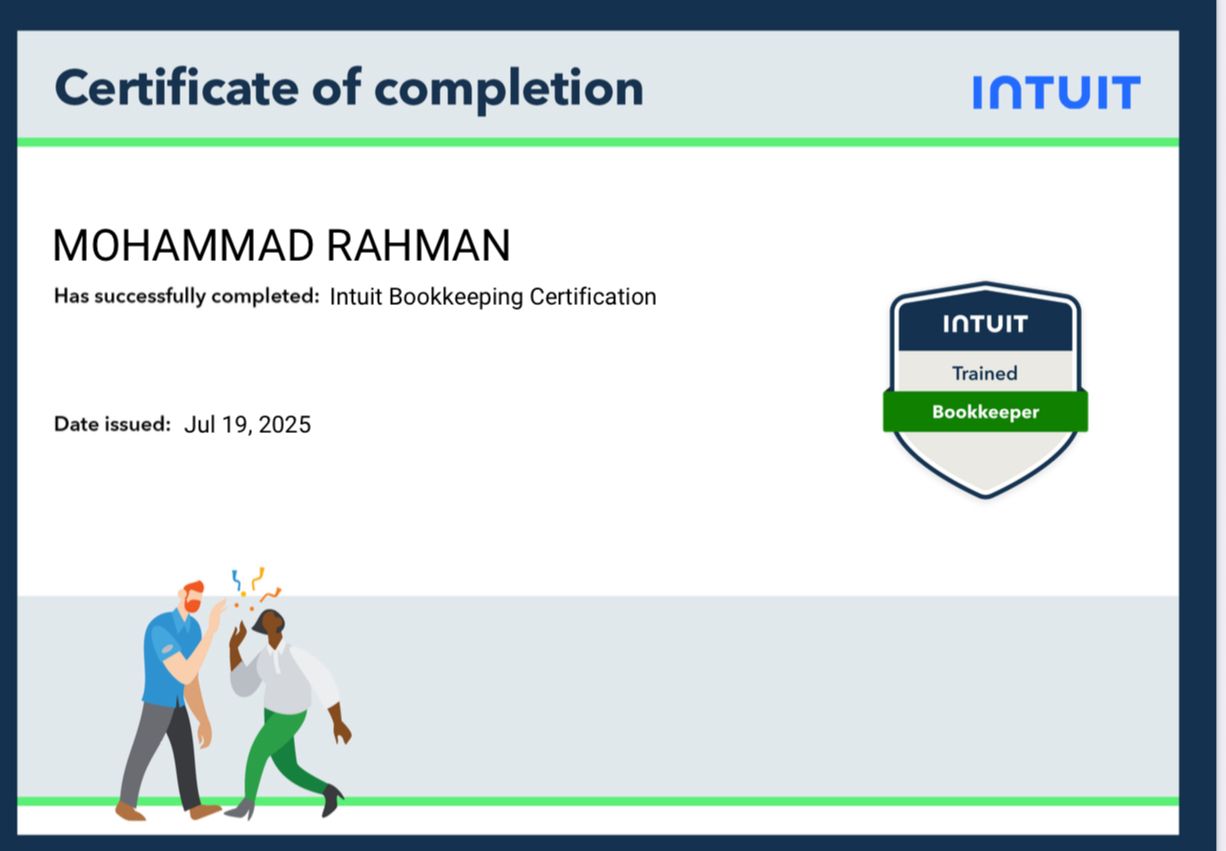 Certificate of completion
INTUIT
MOHAMMAD RAHMAN
Has successfully completed: Intuit Bookkeeping Certification
INTUIT
Trained
Bookkeeper
Date issued: Jul 19, 2025